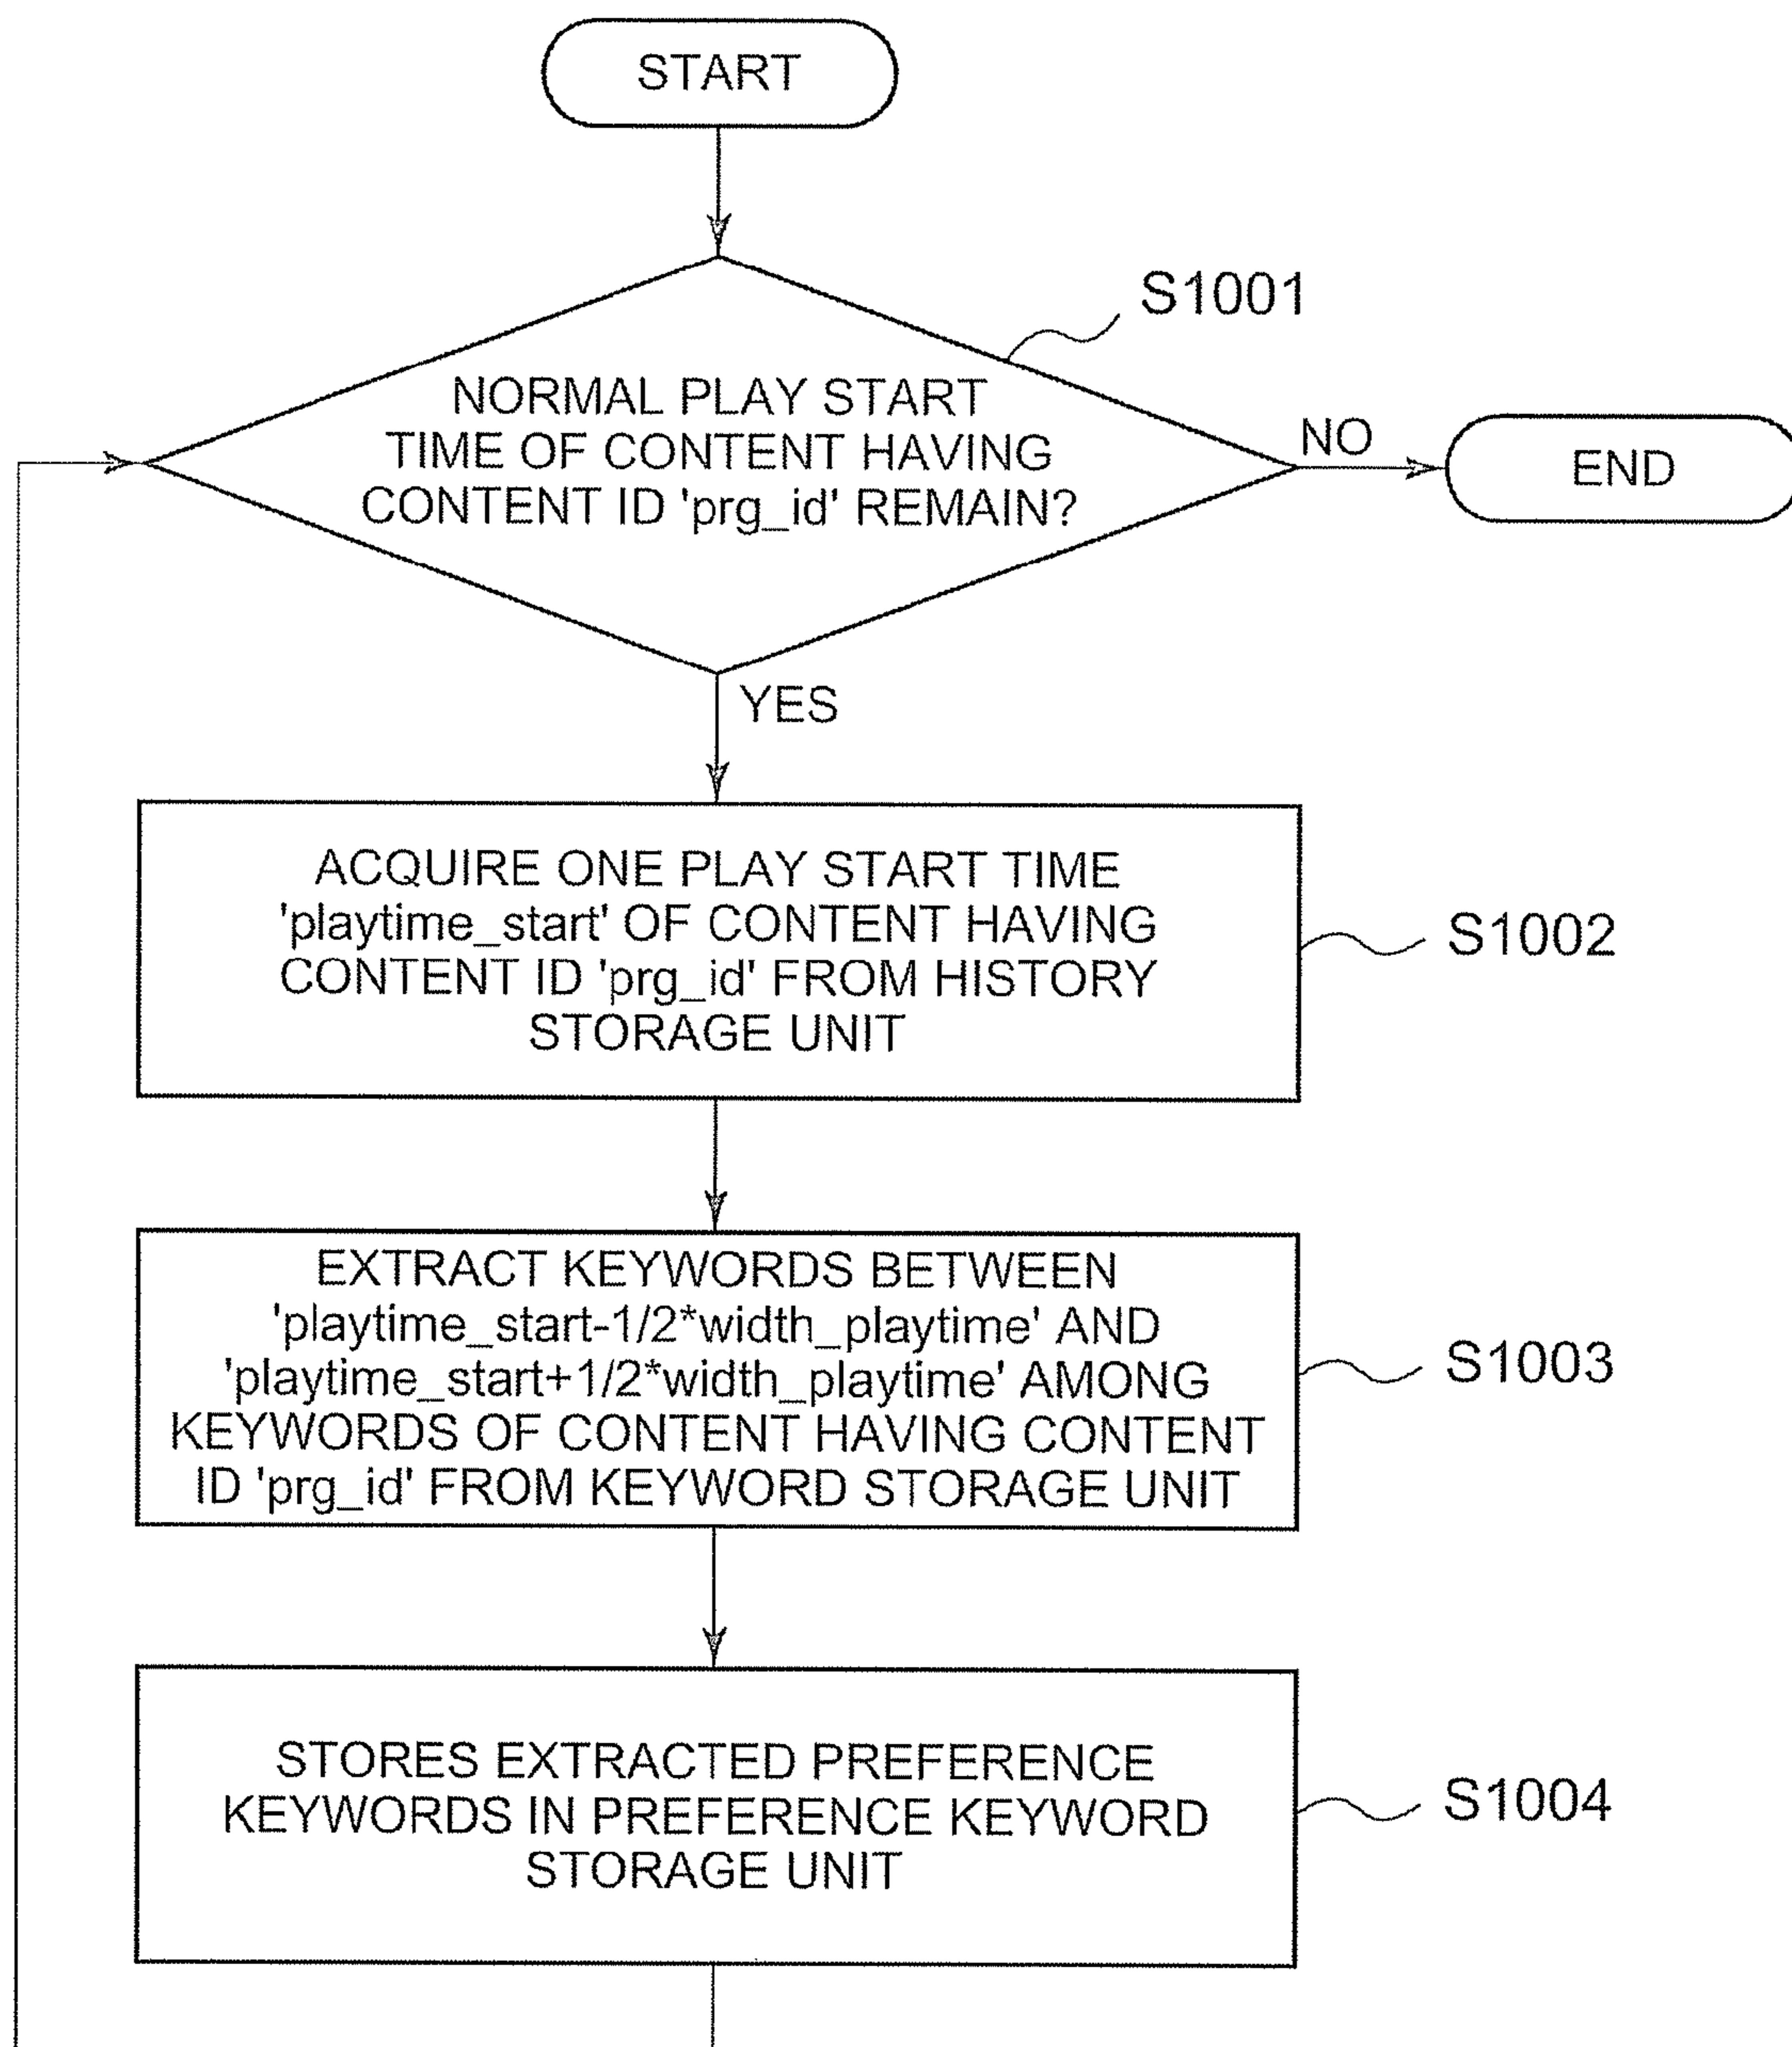 START
S1001
NORMAL PLAY START
TIME OF CONTENT HAVING
CONTENT ID 'prg_id' REMAIN?
NO
END
YES
ACQUIRE ONE PLAY START TIME
'playtime_start' OF CONTENT HAVING
CONTENT ID 'prg_id' FROM HISTORY
STORAGE UNIT
S1002
EXTRACT KEYWORDS BETWEEN
'playtime_start-1/2*width_playtime' AND
'playtime_start+1/2*width_playtime' AMONG
KEYWORDS OF CONTENT HAVING CONTENT
ID 'prg_id' FROM KEYWORD STORAGE UNIT
S1003
STORES EXTRACTED PREFERENCE
KEYWORDS IN PREFERENCE KEYWORD
STORAGE UNIT
S1004